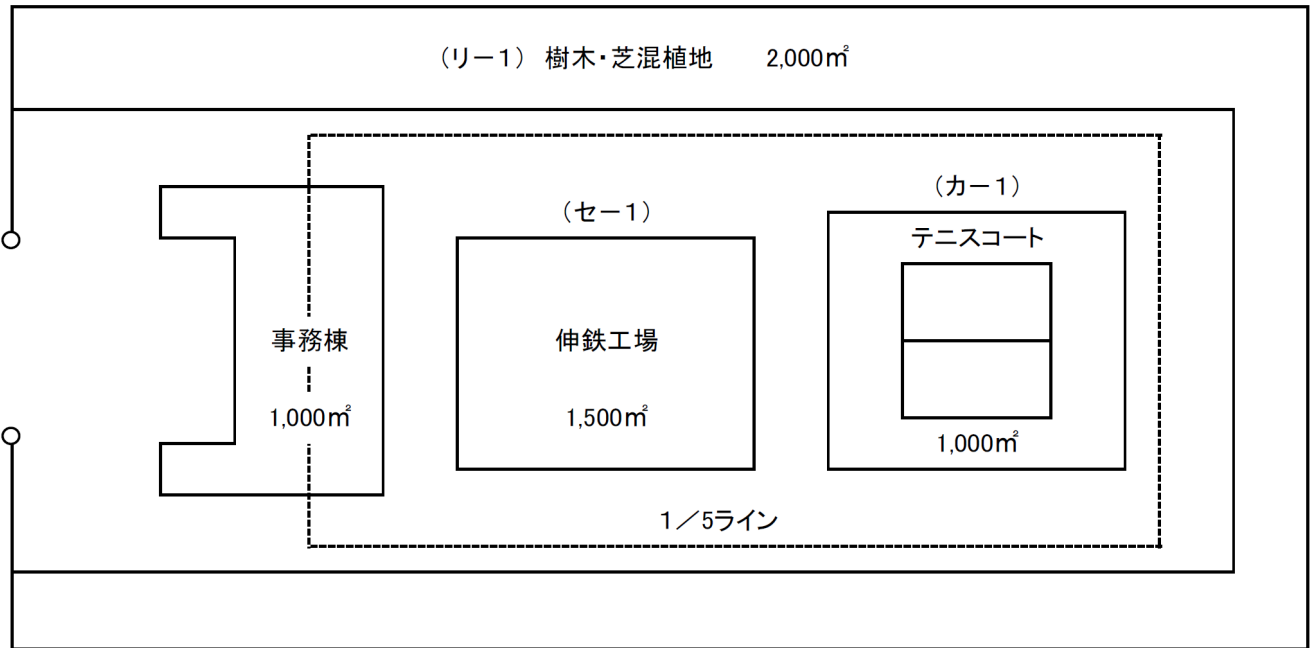 （リー１） 樹木・芝混植地　2,000㎡
（セー１）
（カー１）
テニスコート
事務棟
1,000㎡
伸鉄工場
1,500㎡
1,000㎡
１／5ライン